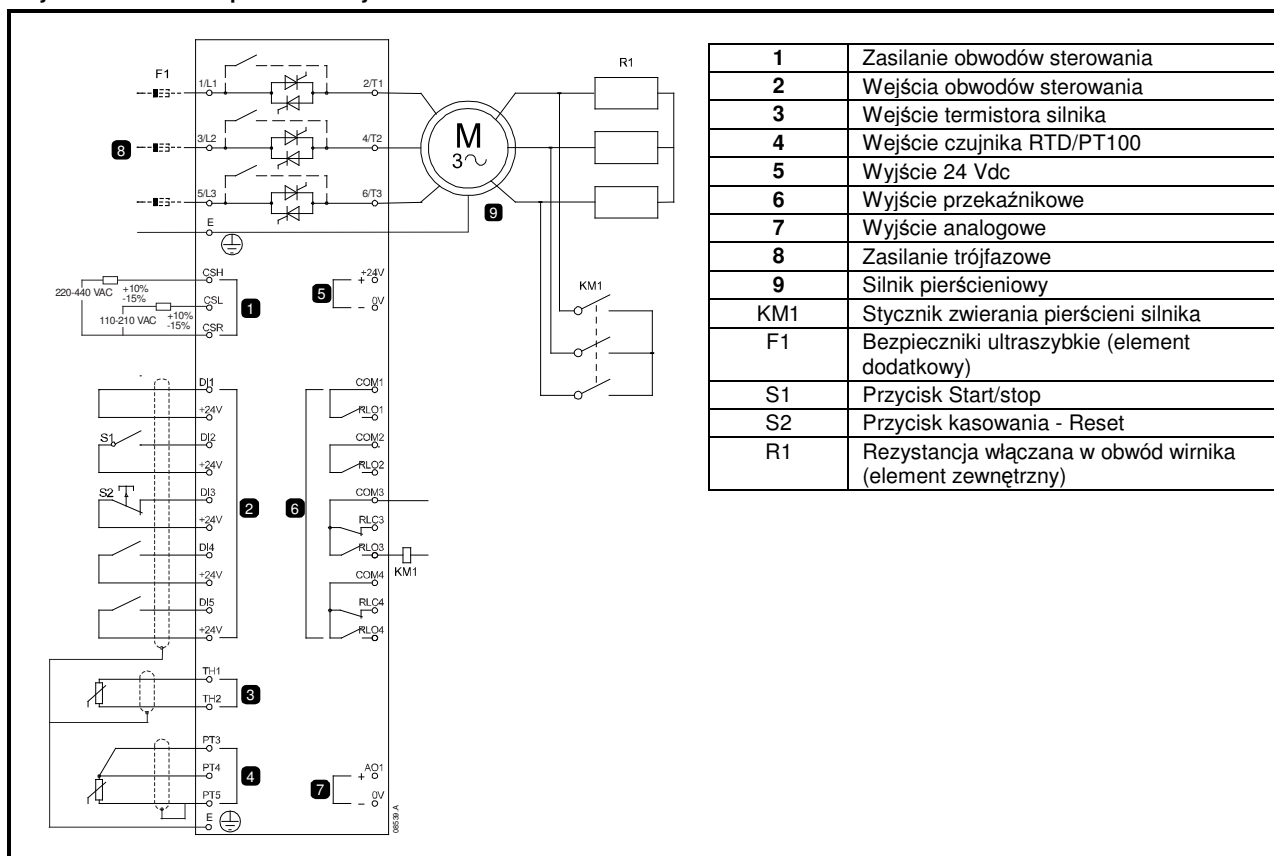 F1
1/L1
2/T1
R1
8
3/L2
4/T2
M
3
5/L3
6/T3
9
E
CSH
220-440 VAC +10% -15%
CSL
110-210 VAC +10% -15%
CSR
1
5
+24V
+
-
0V
KM1
DI1
+24V
S1
DI2
+24V
S2
DI3
+24V
DI4
+24V
DI5
+24V
2
6
COM1
RLO1
COM2
RLO2
COM3
RLC3
RLO3
KM1
COM4
RLC4
RLO4
TH1
TH2
3
PT3
PT4
PT5
4
E
7
+
AO1
-
0V
08539.A
1 Zasilanie obwodów sterowania
2 Wejścia obwodów sterowania
3 Wejście termistora silnika
4 Wejście czujnika RTD/PT100
5 Wyjście 24 Vdc
6 Wyjście przekaźnikowe
7 Wyjście analogowe
8 Zasilanie trójfazowe
9 Silnik pierścieniowy
KM1 Stycznik zwierania pierścieni silnika
F1 Bezpieczniki ultraszybkie (element
dodatkowy)
S1 Przycisk Start/stop
S2 Przycisk kasowania - Reset
R1 Rezystancja włączana w obwód wirnika
(element zewnętrzny)